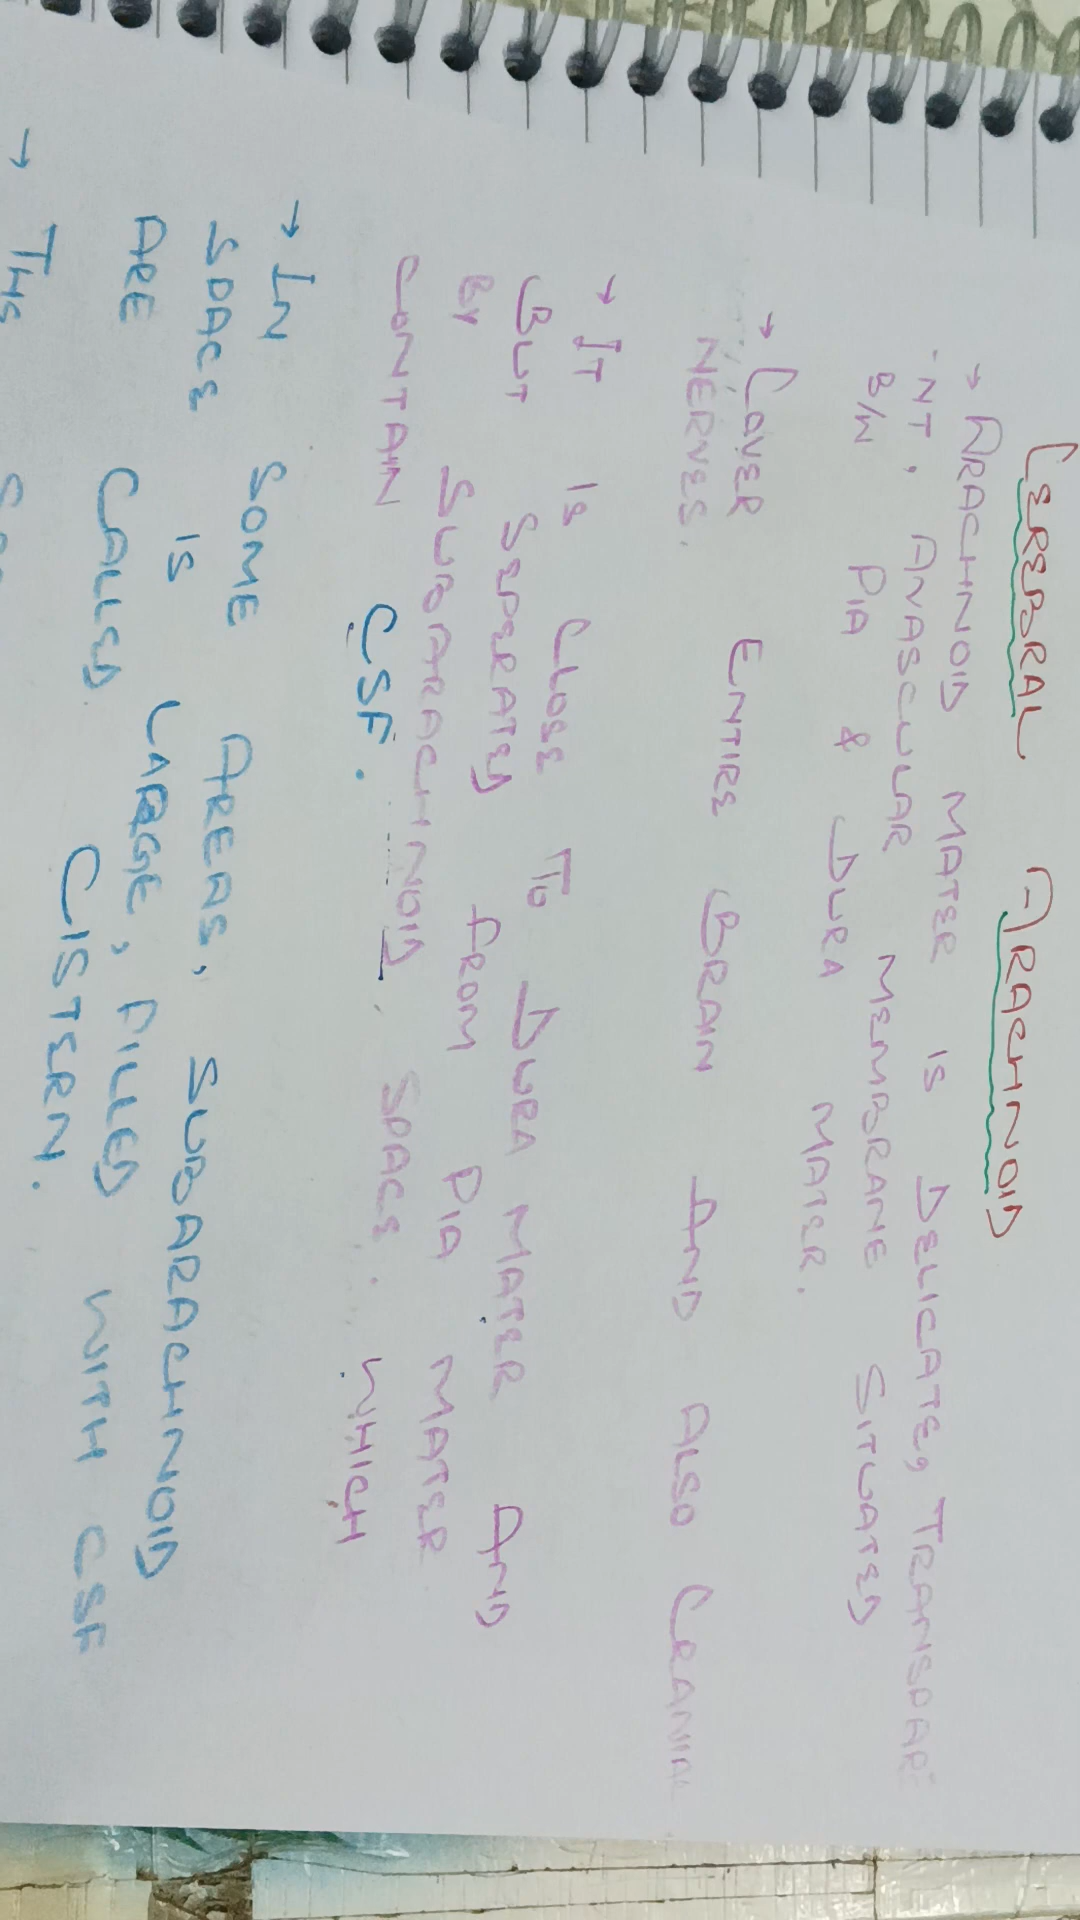 CEREBRAL ARACHNOID
→ ARACHNOID MATER IS DELICATE, TRANSPAR
-NT, AVASCULAR MEMBRANE SITUATED
B/W PIA & DURA MATER.
→ COVER ENTIRE BRAIN AND ALSO CRANIAL
NERVES.
→ IT IS CLOSE TO DURA MATER AND
BUT SEPERATED FROM PIA MATER
BY SUBARACHNOID SPACE WHICH
CONTAIN CSF.
→ IN SOME AREAS, SUBARACHNOID
SPACE IS LARGE, FILLED WITH CSF
ARE CALLED CISTERN.
→ THE